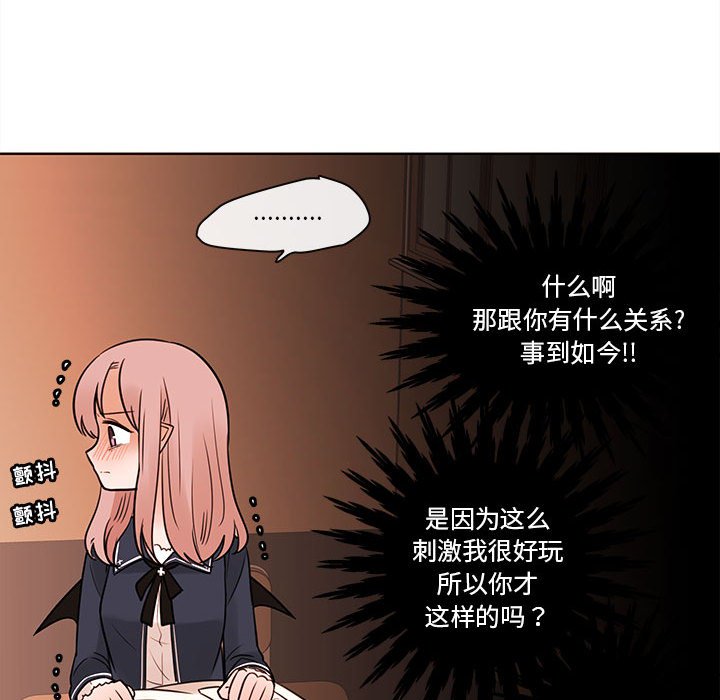 ..........
什么啊
那跟你有什么关系?
事到如今!!
颤抖
颤抖
是因为这么
刺激我很好玩
所以你才
这样的吗？